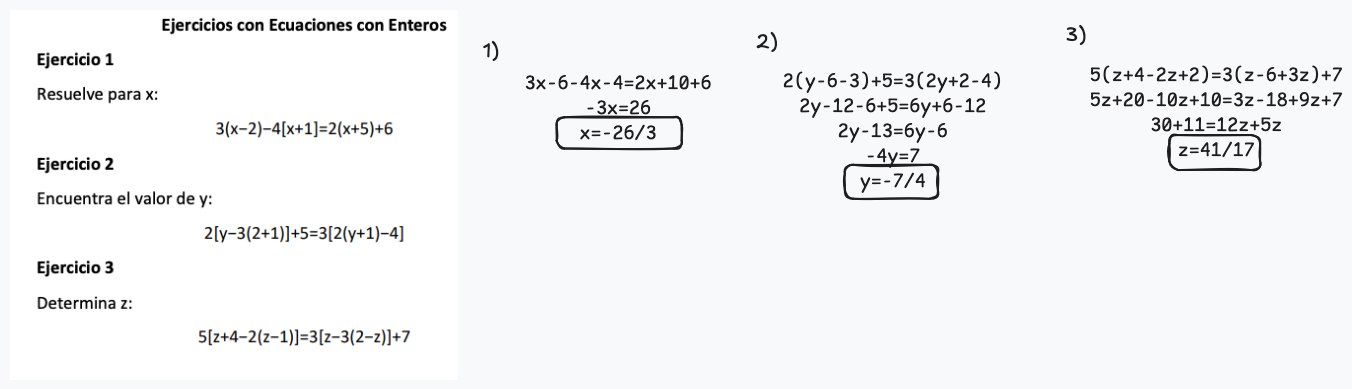 Ejercicios con Ecuaciones con Enteros
Ejercicio 1
Resuelve para x:
3(x−2)−4[x+1]=2(x+5)+6
Ejercicio 2
Encuentra el valor de y:
2[y−3(2+1)]+5=3[2(y+1)−4]
Ejercicio 3
Determina z:
5[z+4−2(z−1)]=3[z−3(2−z)]+7
1)
3x-6-4x-4=2x+10+6
-3x=26
x=-26/3
2)
2(y-6-3)+5=3(2y+2-4)
2y-12-6+5=6y+6-12
2y-13=6y-6
-4y=7
y=-7/4
3)
5(z+4-2z+2)=3(z-6+3z)+7
5z+20-10z+10=3z-18+9z+7
30+11=12z+5z
z=41/17